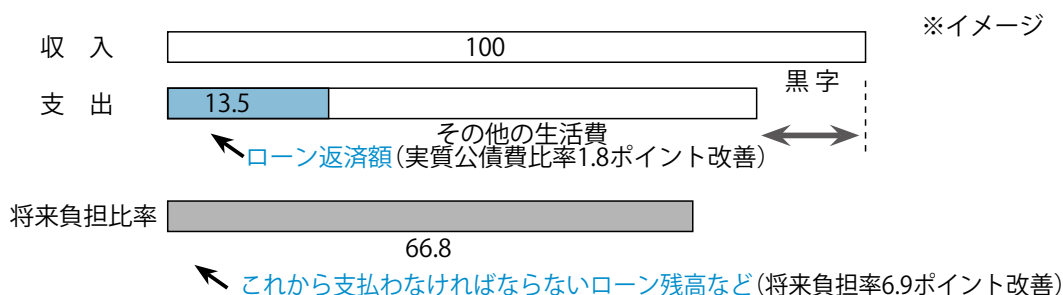 ※イメージ
収 入
100
黒 字
支 出
13.5
その他の生活費
ローン返済額(実質公債費比率1.8ポイント改善)
将来負担比率
66.8
これから支払わなければならないローン残高など(将来負担率6.9ポイント改善)